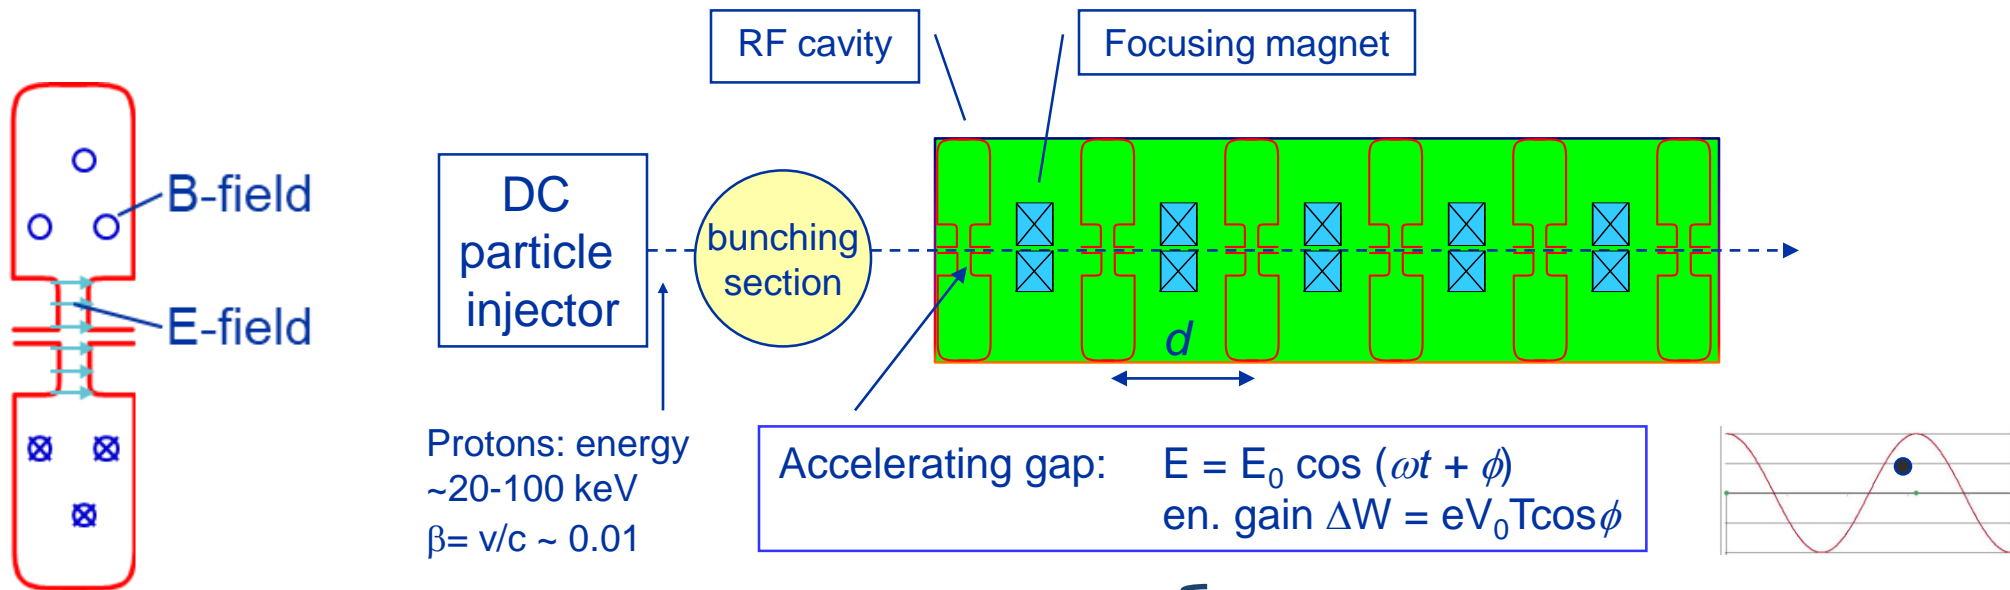 RF cavity
Focusing magnet
B-field
E-field
DC
particle
injector
bunching
section
d
Protons: energy
~20-100 keV
β= v/c ~ 0.01
Accelerating gap: E = E₀ cos (ωt + ϕ)
en. gain ΔW = eV₀Tcosϕ